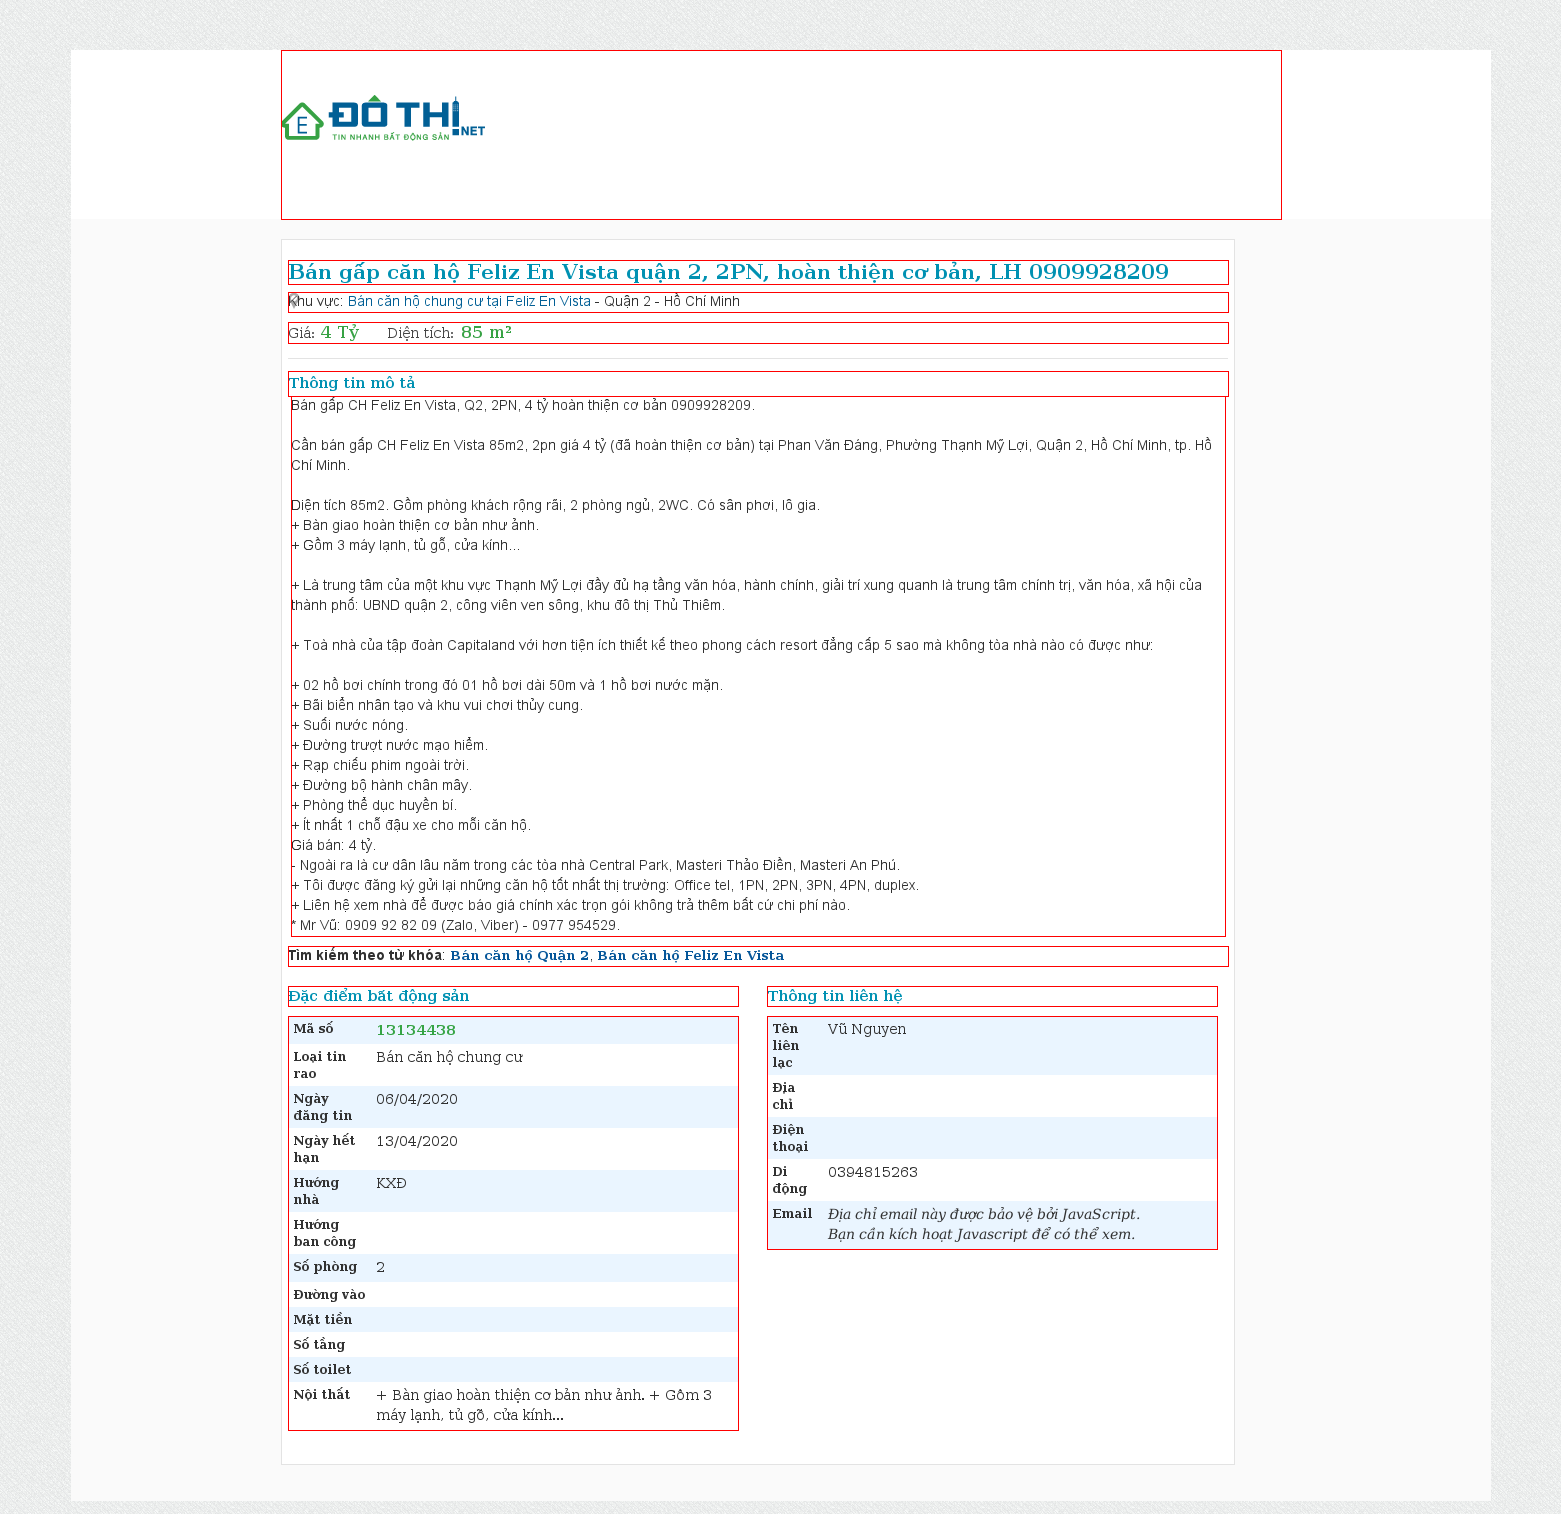 E ĐÔ THỊ.NET
TIN NHANH BẤT ĐỘNG SẢN
Bán gấp căn hộ Feliz En Vista quận 2, 2PN, hoàn thiện cơ bản, LH 0909928209
Khu vực: Bán căn hộ chung cư tại Feliz En Vista - Quận 2 - Hồ Chí Minh
Giá: 4 Tỷ Diện tích: 85 m²
Thông tin mô tả
Bán gấp CH Feliz En Vista, Q2, 2PN, 4 tỷ hoàn thiện cơ bản 0909928209.
Cần bán gấp CH Feliz En Vista 85m2, 2pn giá 4 tỷ (đã hoàn thiện cơ bản) tại Phan Văn Đáng, Phường Thạnh Mỹ Lợi, Quận 2, Hồ Chí Minh, tp. Hồ
Chí Minh.
Diện tích 85m2. Gồm phòng khách rộng rãi, 2 phòng ngủ, 2WC. Có sân phơi, lô gia.
+ Bàn giao hoàn thiện cơ bản như ảnh.
+ Gồm 3 máy lạnh, tủ gỗ, cửa kính...
+ Là trung tâm của một khu vực Thạnh Mỹ Lợi đầy đủ hạ tầng văn hóa, hành chính, giải trí xung quanh là trung tâm chính trị, văn hóa, xã hội của
thành phố: UBND quận 2, công viên ven sông, khu đô thị Thủ Thiêm.
+ Toà nhà của tập đoàn Capitaland với hơn tiện ích thiết kế theo phong cách resort đẳng cấp 5 sao mà không tòa nhà nào có được như:
+ 02 hồ bơi chính trong đó 01 hồ bơi dài 50m và 1 hồ bơi nước mặn.
+ Bãi biển nhân tạo và khu vui chơi thủy cung.
+ Suối nước nóng.
+ Đường trượt nước mạo hiểm.
+ Rạp chiếu phim ngoài trời.
+ Đường bộ hành chân mây.
+ Phòng thể dục huyền bí.
+ Ít nhất 1 chỗ đậu xe cho mỗi căn hộ.
Giá bán: 4 tỷ.
- Ngoài ra là cư dân lâu năm trong các tòa nhà Central Park, Masteri Thảo Điền, Masteri An Phú.
+ Tôi được đăng ký gửi lại những căn hộ tốt nhất thị trường: Office tel, 1PN, 2PN, 3PN, 4PN, duplex.
+ Liên hệ xem nhà để được báo giá chính xác trọn gói không trả thêm bất cứ chi phí nào.
* Mr Vũ: 0909 92 82 09 (Zalo, Viber) - 0977 954529.
Tìm kiếm theo từ khóa: Bán căn hộ Quận 2, Bán căn hộ Feliz En Vista
Đặc điểm bất động sản
Mã số 13134438
Loại tin Bán căn hộ chung cư
rao
Ngày 06/04/2020
đăng tin
Ngày hết 13/04/2020
hạn
Hướng KXĐ
nhà
Hướng
ban công
Số phòng 2
Đường vào
Mặt tiền
Số tầng
Số toilet
Nội thất + Bàn giao hoàn thiện cơ bản như ảnh. + Gồm 3
máy lạnh, tủ gỗ, cửa kính...
Thông tin liên hệ
Tên Vũ Nguyen
liên
lạc
Địa
chỉ
Điện
thoại
Di 0394815263
động
Email Địa chỉ email này được bảo vệ bởi JavaScript.
Bạn cần kích hoạt Javascript để có thể xem.